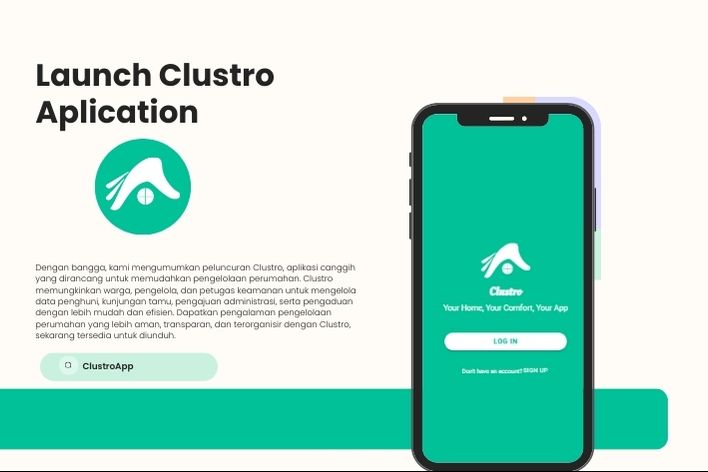 Launch Clustro
Aplication
Dengan bangga, kami mengumumkan peluncuran Clustro, aplikasi canggih
yang dirancang untuk memudahkan pengelolaan perumahan. Clustro
memungkinkan warga, pengelola, dan petugas keamanan untuk mengelola
data penghuni, kunjungan tamu, pengajuan administrasi, serta pengaduan
dengan lebih mudah dan efisien. Dapatkan pengalaman pengelolaan
perumahan yang lebih aman, transparan, dan terorganisir dengan Clustro,
sekarang tersedia untuk diunduh.
ClustroApp
Clustro
Your Home, Your Comfort, Your App
LOG IN
Don't have an account? SIGN UP